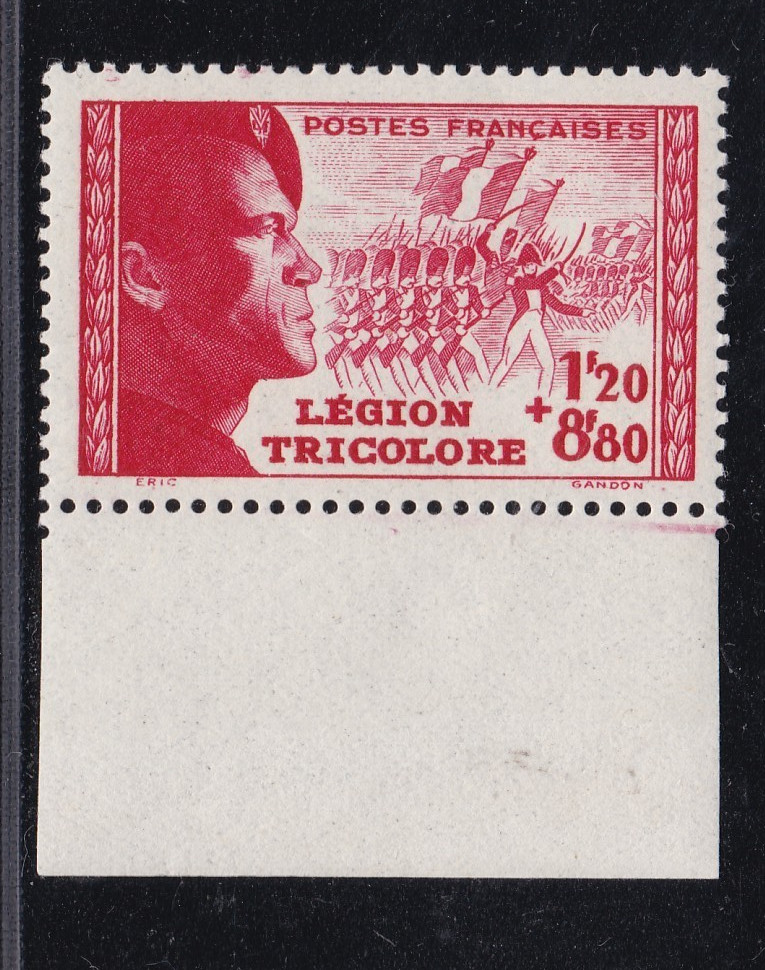 POSTES FRANÇAISES
1F20
+8F80
LÉGION
TRICOLORE
ERIC
GANDON